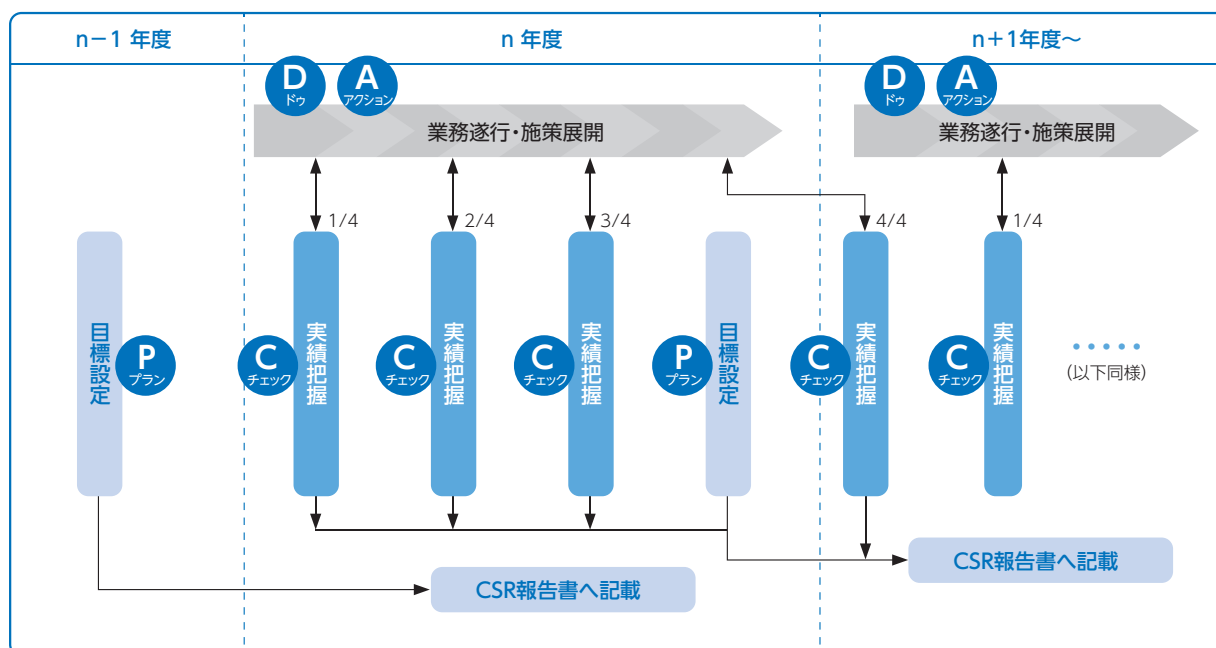 n−1 年度
n 年度
n+1年度～
D
ドゥ
A
アクション
D
ドゥ
A
アクション
業務遂行・施策展開
業務遂行・施策展開
1/4
2/4
3/4
4/4
1/4
目標設定
P
プラン
C
チェック
実績把握
C
チェック
実績把握
C
チェック
実績把握
P
プラン
目標設定
C
チェック
実績把握
C
チェック
実績把握
・・・・・
（以下同様）
CSR報告書へ記載
CSR報告書へ記載